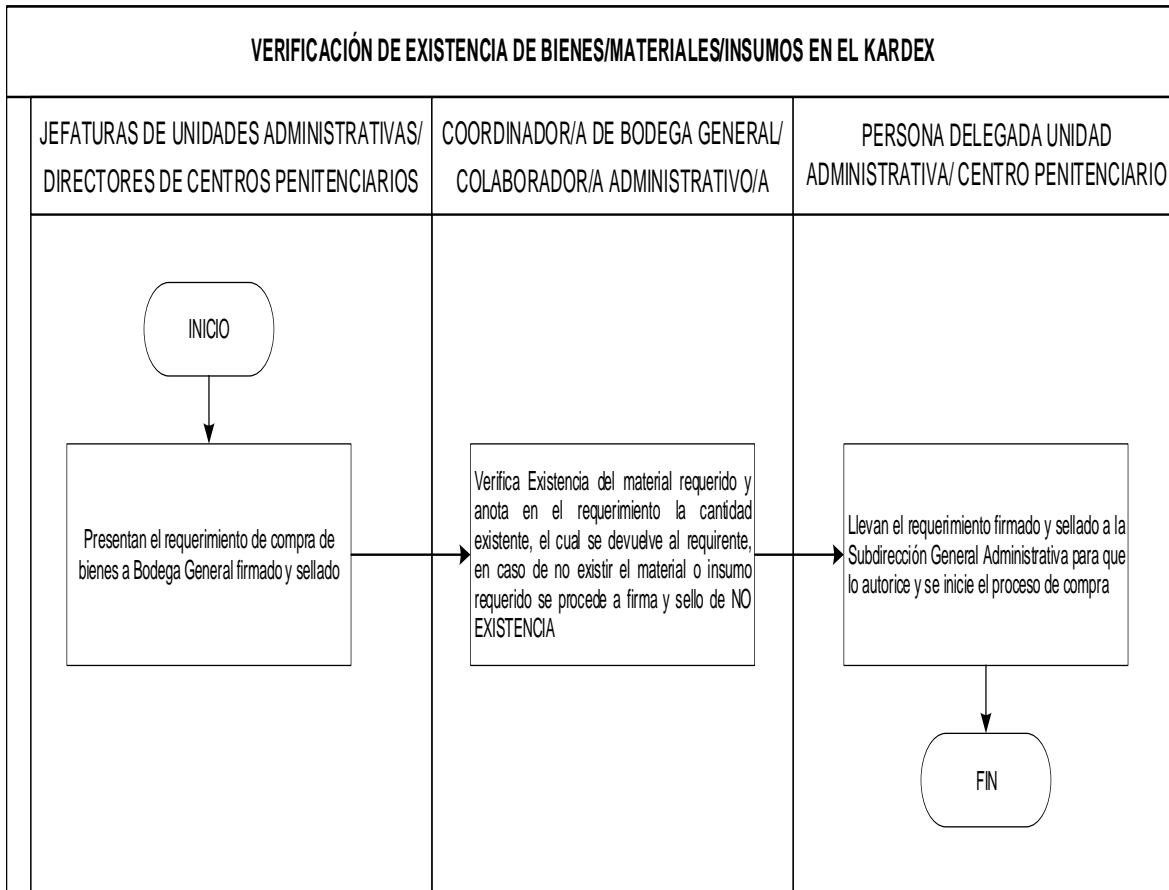 VERIFICACIÓN DE EXISTENCIA DE BIENES/MATERIALES/INSUMOS EN EL KARDEX
JEFATURAS DE UNIDADES ADMINISTRATIVAS/
DIRECTORES DE CENTROS PENITENCIARIOS
COORDINADOR/A DE BODEGA GENERAL/
COLABORADOR/A ADMINISTRATIVO/A
PERSONA DELEGADA UNIDAD
ADMINISTRATIVA/ CENTRO PENITENCIARIO
INICIO
Presentan el requerimiento de compra de
bienes a Bodega General firmado y sellado
Verifica Existencia del material requerido y
anota en el requerimiento la cantidad
existente, el cual se devuelve al requirente,
en caso de no existir el material o insumo
requerido se procede a firma y sello de NO
EXISTENCIA
Llevan el requerimiento firmado y sellado a la
Subdirección General Administrativa para que
lo autorice y se inicie el proceso de compra
FIN